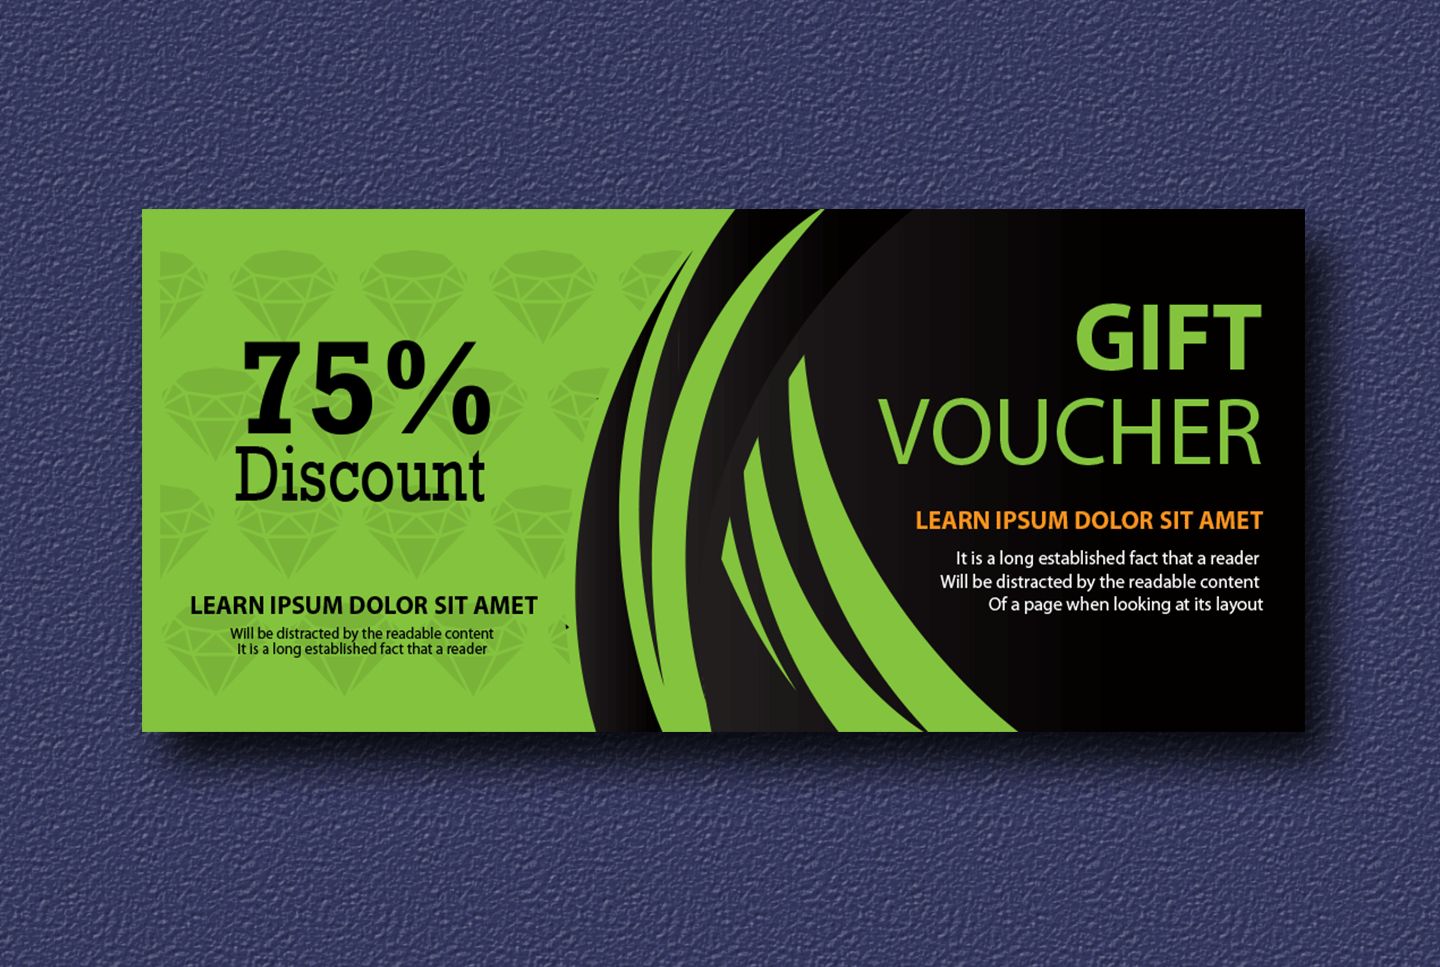 75%
Discount
LEARN IPSUM DOLOR SIT AMET
Will be distracted by the readable content
It is a long established fact that a reader
GIFT
VOUCHER
LEARN IPSUM DOLOR SIT AMET
It is a long established fact that a reader
Will be distracted by the readable content
Of a page when looking at its layout